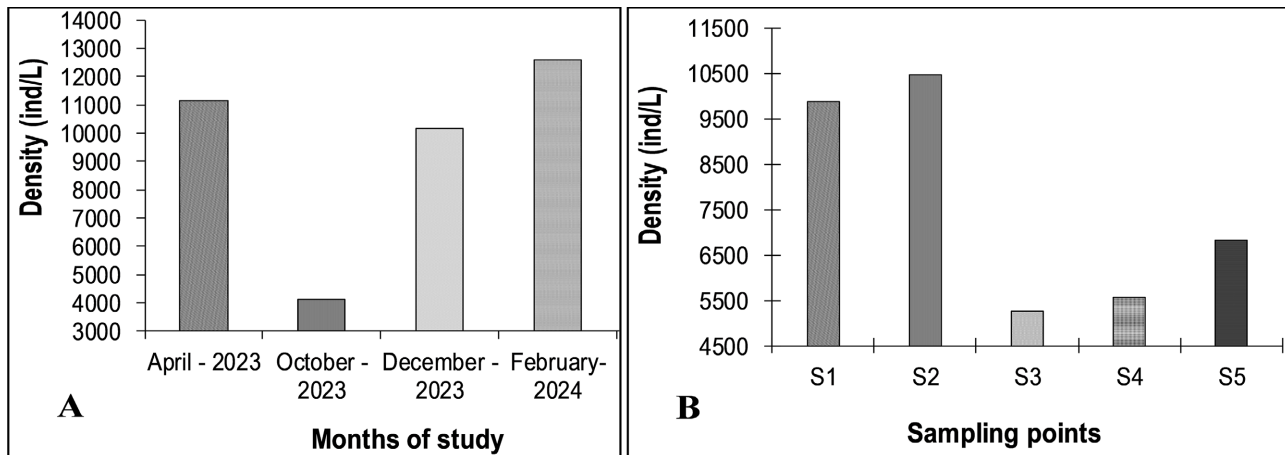 14000
13000
12000
11000
10000
9000
8000
7000
6000
5000
4000
3000
Density (ind/L)
April - 2023
October -
2023
December -
2023
February-
2024
A
Months of study
11500
10500
9500
8500
7500
6500
5500
4500
Density (ind/L)
S1
S2
S3
S4
S5
B
Sampling points